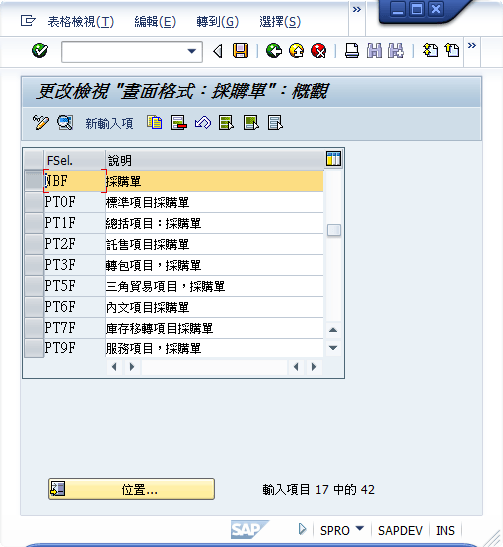 表格檢視(T) 編輯(E) 轉到(G) 選擇(S) »
»
更改檢視 "畫面格式：採購單"：概觀
新輸入項
FSel. 說明
NBF 採購單
PT0F 標準項目採購單
PT1F 總括項目：採購單
PT2F 託售項目採購單
PT3F 轉包項目，採購單
PT5F 三角貿易項目，採購單
PT6F 內文項目採購單
PT7F 庫存移轉項目採購單
PT9F 服務項目，採購單
位置... 輸入項目 17 中的 42
SAP SPRO SAPDEV INS